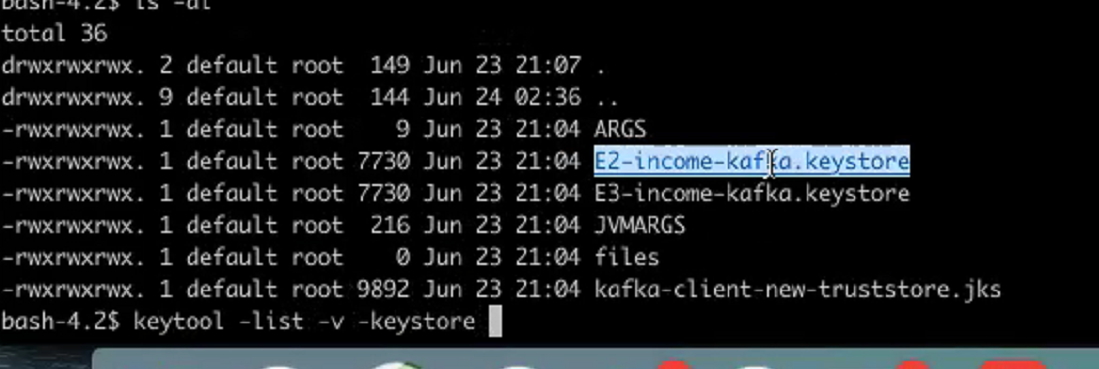 bash-4.2$ ls -al
total 36
drwxrwxrwx. 2 default root  149 Jun 23 21:07 .
drwxrwxrwx. 9 default root  144 Jun 24 02:36 ..
-rwxrwxrwx. 1 default root    9 Jun 23 21:04 ARGS
-rwxrwxrwx. 1 default root 7730 Jun 23 21:04 E2-income-kafka.keystore
-rwxrwxrwx. 1 default root 7730 Jun 23 21:04 E3-income-kafka.keystore
-rwxrwxrwx. 1 default root  216 Jun 23 21:04 JVMARGS
-rwxrwxrwx. 1 default root    0 Jun 23 21:04 files
-rwxrwxrwx. 1 default root 9892 Jun 23 21:04 kafka-client-new-truststore.jks
bash-4.2$ keytool -list -v -keystore